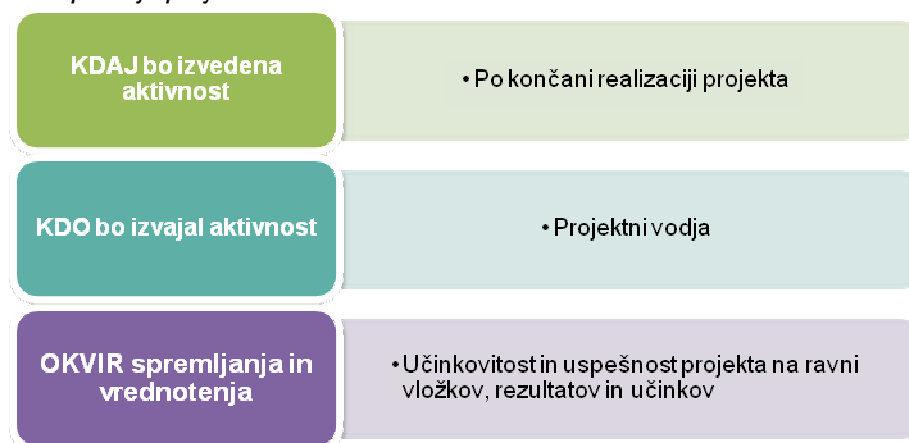 KDAJ bo izvedena
aktivnost
• Po končani realizaciji projekta
KDO bo izvajal aktivnost
• Projektni vodja
OKVIR spremljanja in
vrednotenja
• Učinkovitost in uspešnost projekta na ravni
vložkov, rezultatov in učinkov